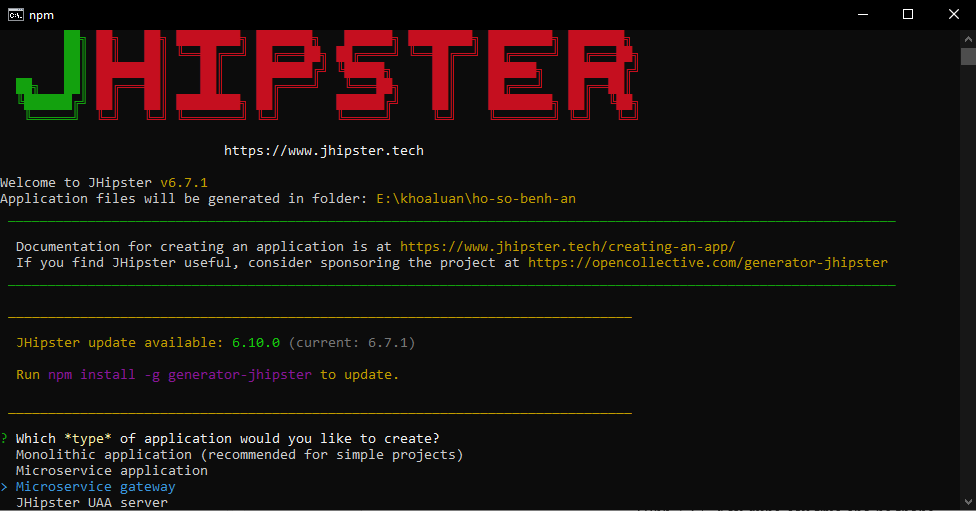 npm
JHIPSTER
https://www.jhipster.tech
Welcome to JHipster v6.7.1
Application files will be generated in folder: E:\khoaluan\ho-so-benh-an
Documentation for creating an application is at https://www.jhipster.tech/creating-an-app/
If you find JHipster useful, consider sponsoring the project at https://opencollective.com/generator-jhipster
JHipster update available: 6.10.0 (current: 6.7.1)
Run npm install -g generator-jhipster to update.
? Which *type* of application would you like to create?
Monolithic application (recommended for simple projects)
Microservice application
> Microservice gateway
JHipster UAA server